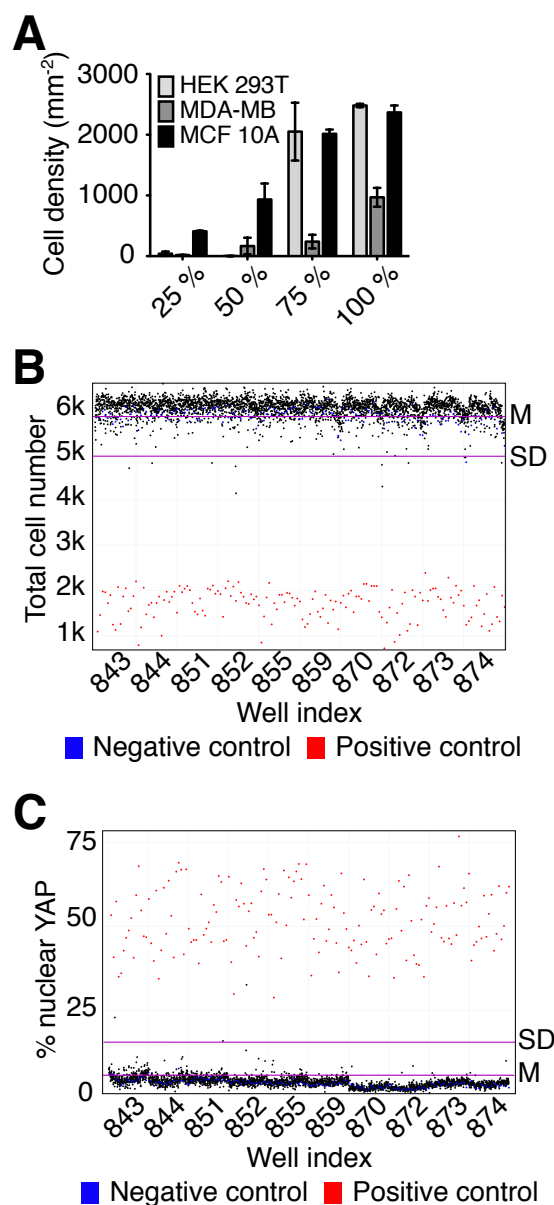 A
Cell density (mm-2)
3000
2000
1000
0
HEK 293T
MDA-MB
MCF 10A
25 %
50 %
75 %
100 %
B
Total cell number
6k
5k
4k
3k
2k
1k
M
SD
843
844
851
852
855
859
870
872
873
874
Well index
Negative control
Positive control
C
% nuclear YAP
75
50
25
0
SD
M
843
844
851
852
855
859
870
872
873
874
Well index
Negative control
Positive control